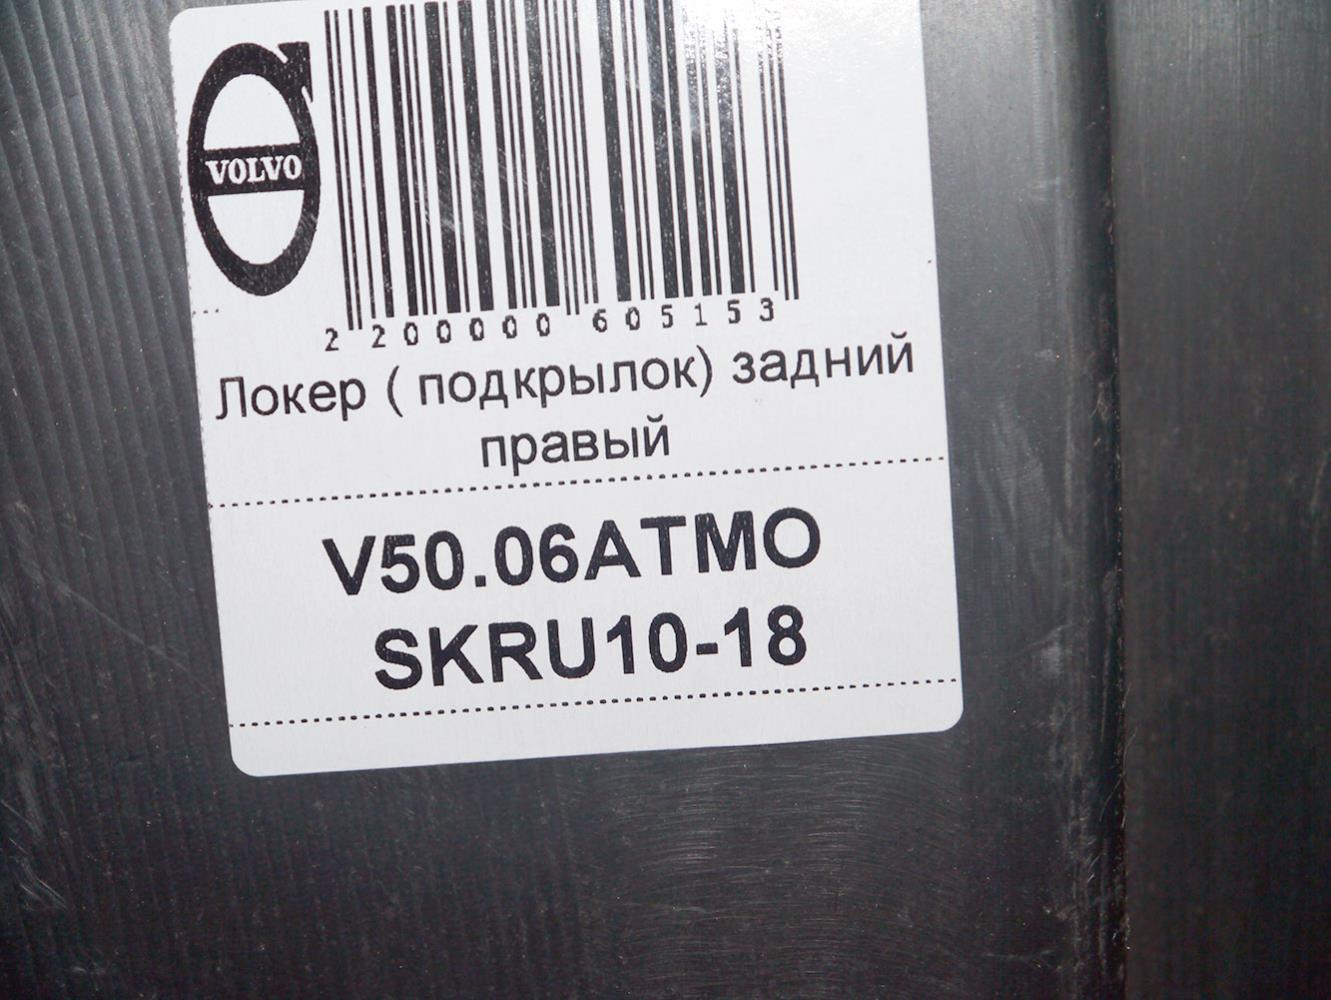 VOLVO
2 200000 605153
Локер ( подкрылок) задний
правый
V50.06ATMO
SKRU10-18